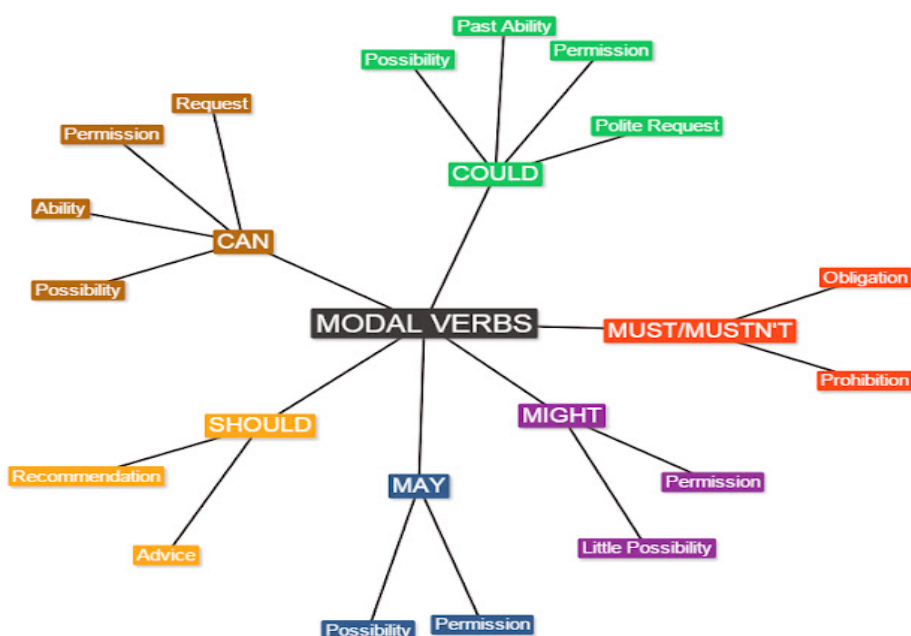 Past Ability
Possibility
Permission
Polite Request
COULD
Request
Permission
Ability
Possibility
CAN
MODAL VERBS
Obligation
MUST/MUSTN'T
Prohibition
SHOULD
Recommendation
Advice
MAY
Possibility
Permission
MIGHT
Permission
Little Possibility